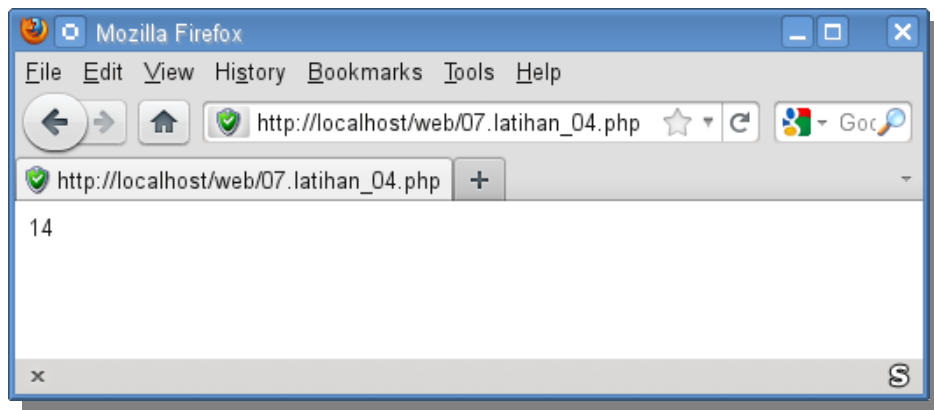 Mozilla Firefox
File Edit View History Bookmarks Tools Help
http://localhost/web/07.latihan_04.php
Goo
http://localhost/web/07.latihan_04.php +
14
x S